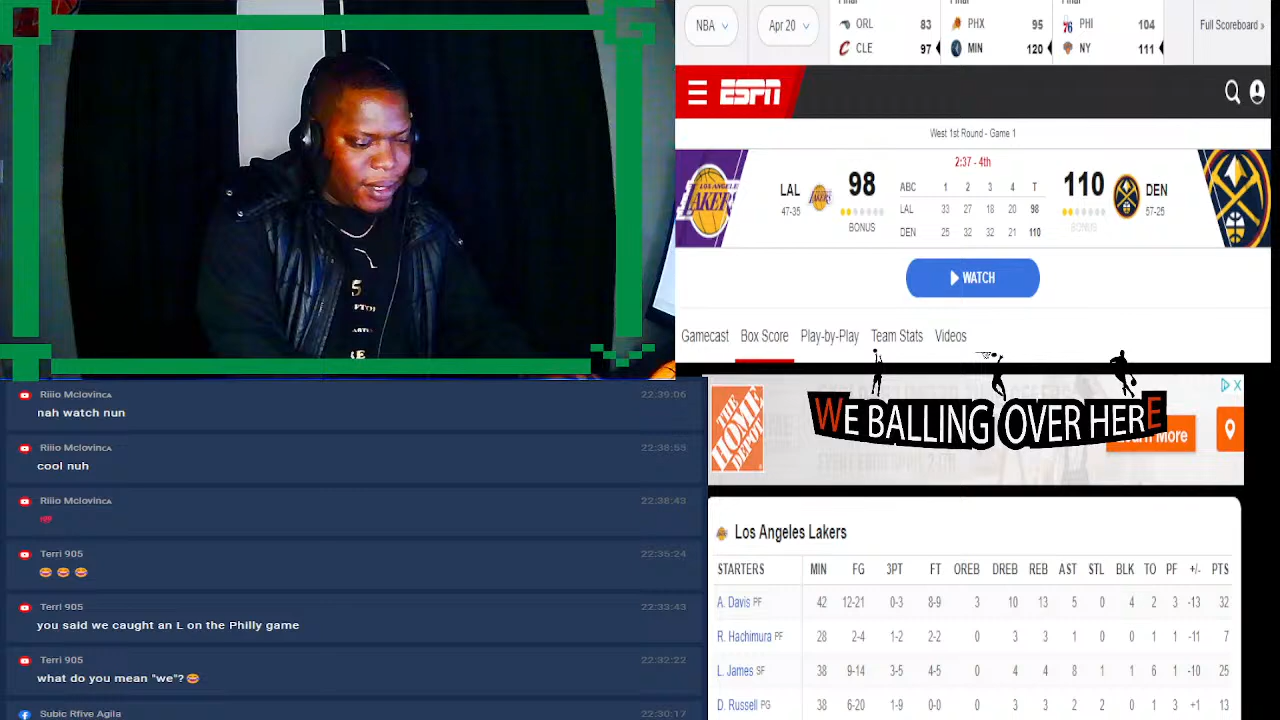 NBA
Apr 20
ORL 83
CLE 97
PHX 95
MIN 120
PHI 104
NY 111
Full Scoreboard »
ESPN
West 1st Round - Game 1
LOS ANGELES LAKERS
LAL
47-35
98
BONUS
2:37 - 4th
ABC 1 2 3 4 T
LAL 33 27 18 20 98
DEN 25 32 32 21 110
110
BONUS
DEN
57-25
WATCH
Gamecast Box Score Play-by-Play Team Stats Videos
THE HOME DEPOT
WE BALLING OVER HERE
More
Los Angeles Lakers
STARTERS MIN FG 3PT FT OREB DREB REB AST STL BLK TO PF +/- PTS
A. Davis PF 42 12-21 0-3 8-9 3 10 13 5 0 4 2 3 -13 32
R. Hachimura PF 28 2-4 1-2 2-2 0 3 3 1 0 0 1 1 -11 7
L. James SF 38 9-14 3-5 4-5 0 4 4 8 1 1 6 1 -10 25
D. Russell PG 38 6-20 1-9 0-0 0 3 3 2 2 0 1 3 +1 13
Riiio Mclovinca 22:39:06
nah watch nun
Riiio Mclovinca 22:38:55
cool nuh
Riiio Mclovinca 22:38:43
Terri 905 22:35:24
Terri 905 22:33:43
you said we caught an L on the Philly game
Terri 905 22:32:22
what do you mean "we"?
Subic Rfive Agila 22:30:17